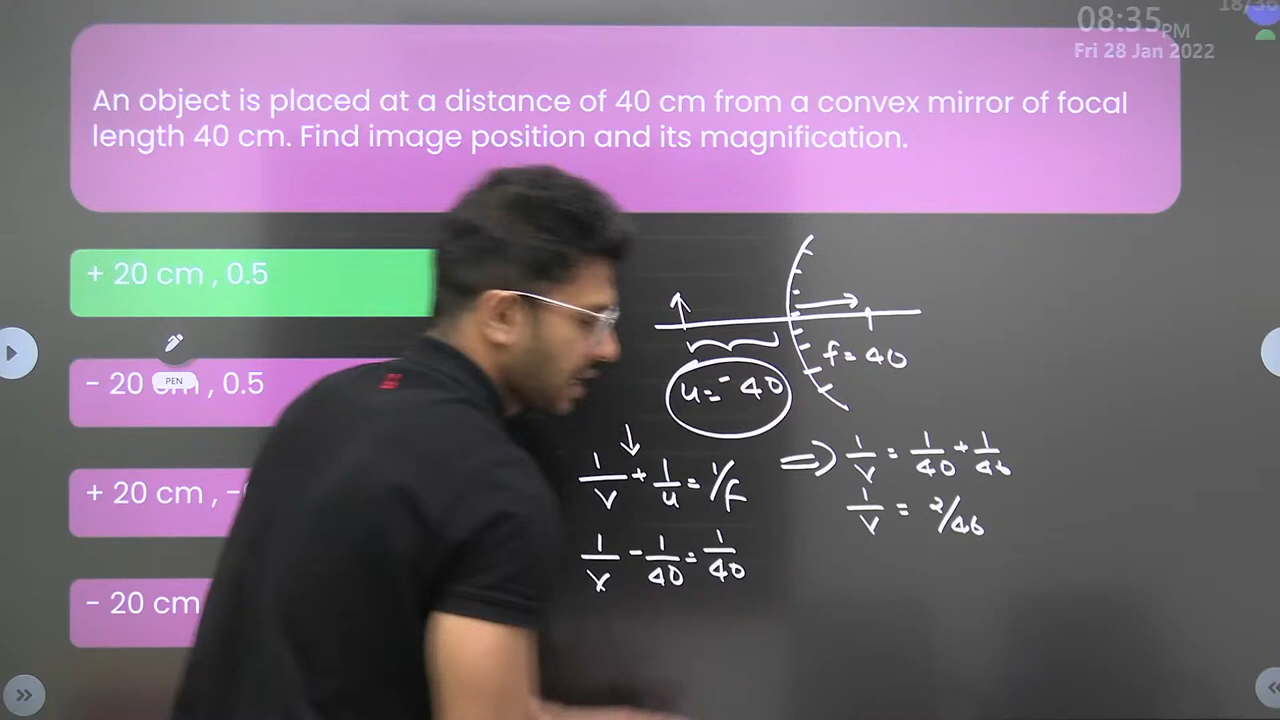 18/36
08:35PM
Fri 28 Jan 2022
An object is placed at a distance of 40 cm from a convex mirror of focal
length 40 cm. Find image position and its magnification.
+ 20 cm , 0.5
PEN
- 20 cm , 0.5
+ 20 cm , -
- 20 cm
f = 40
u = - 40
1/v + 1/u = 1/f
1/v - 1/40 = 1/40
⇒ 1/v = 1/40 + 1/40
1/v = 2/40